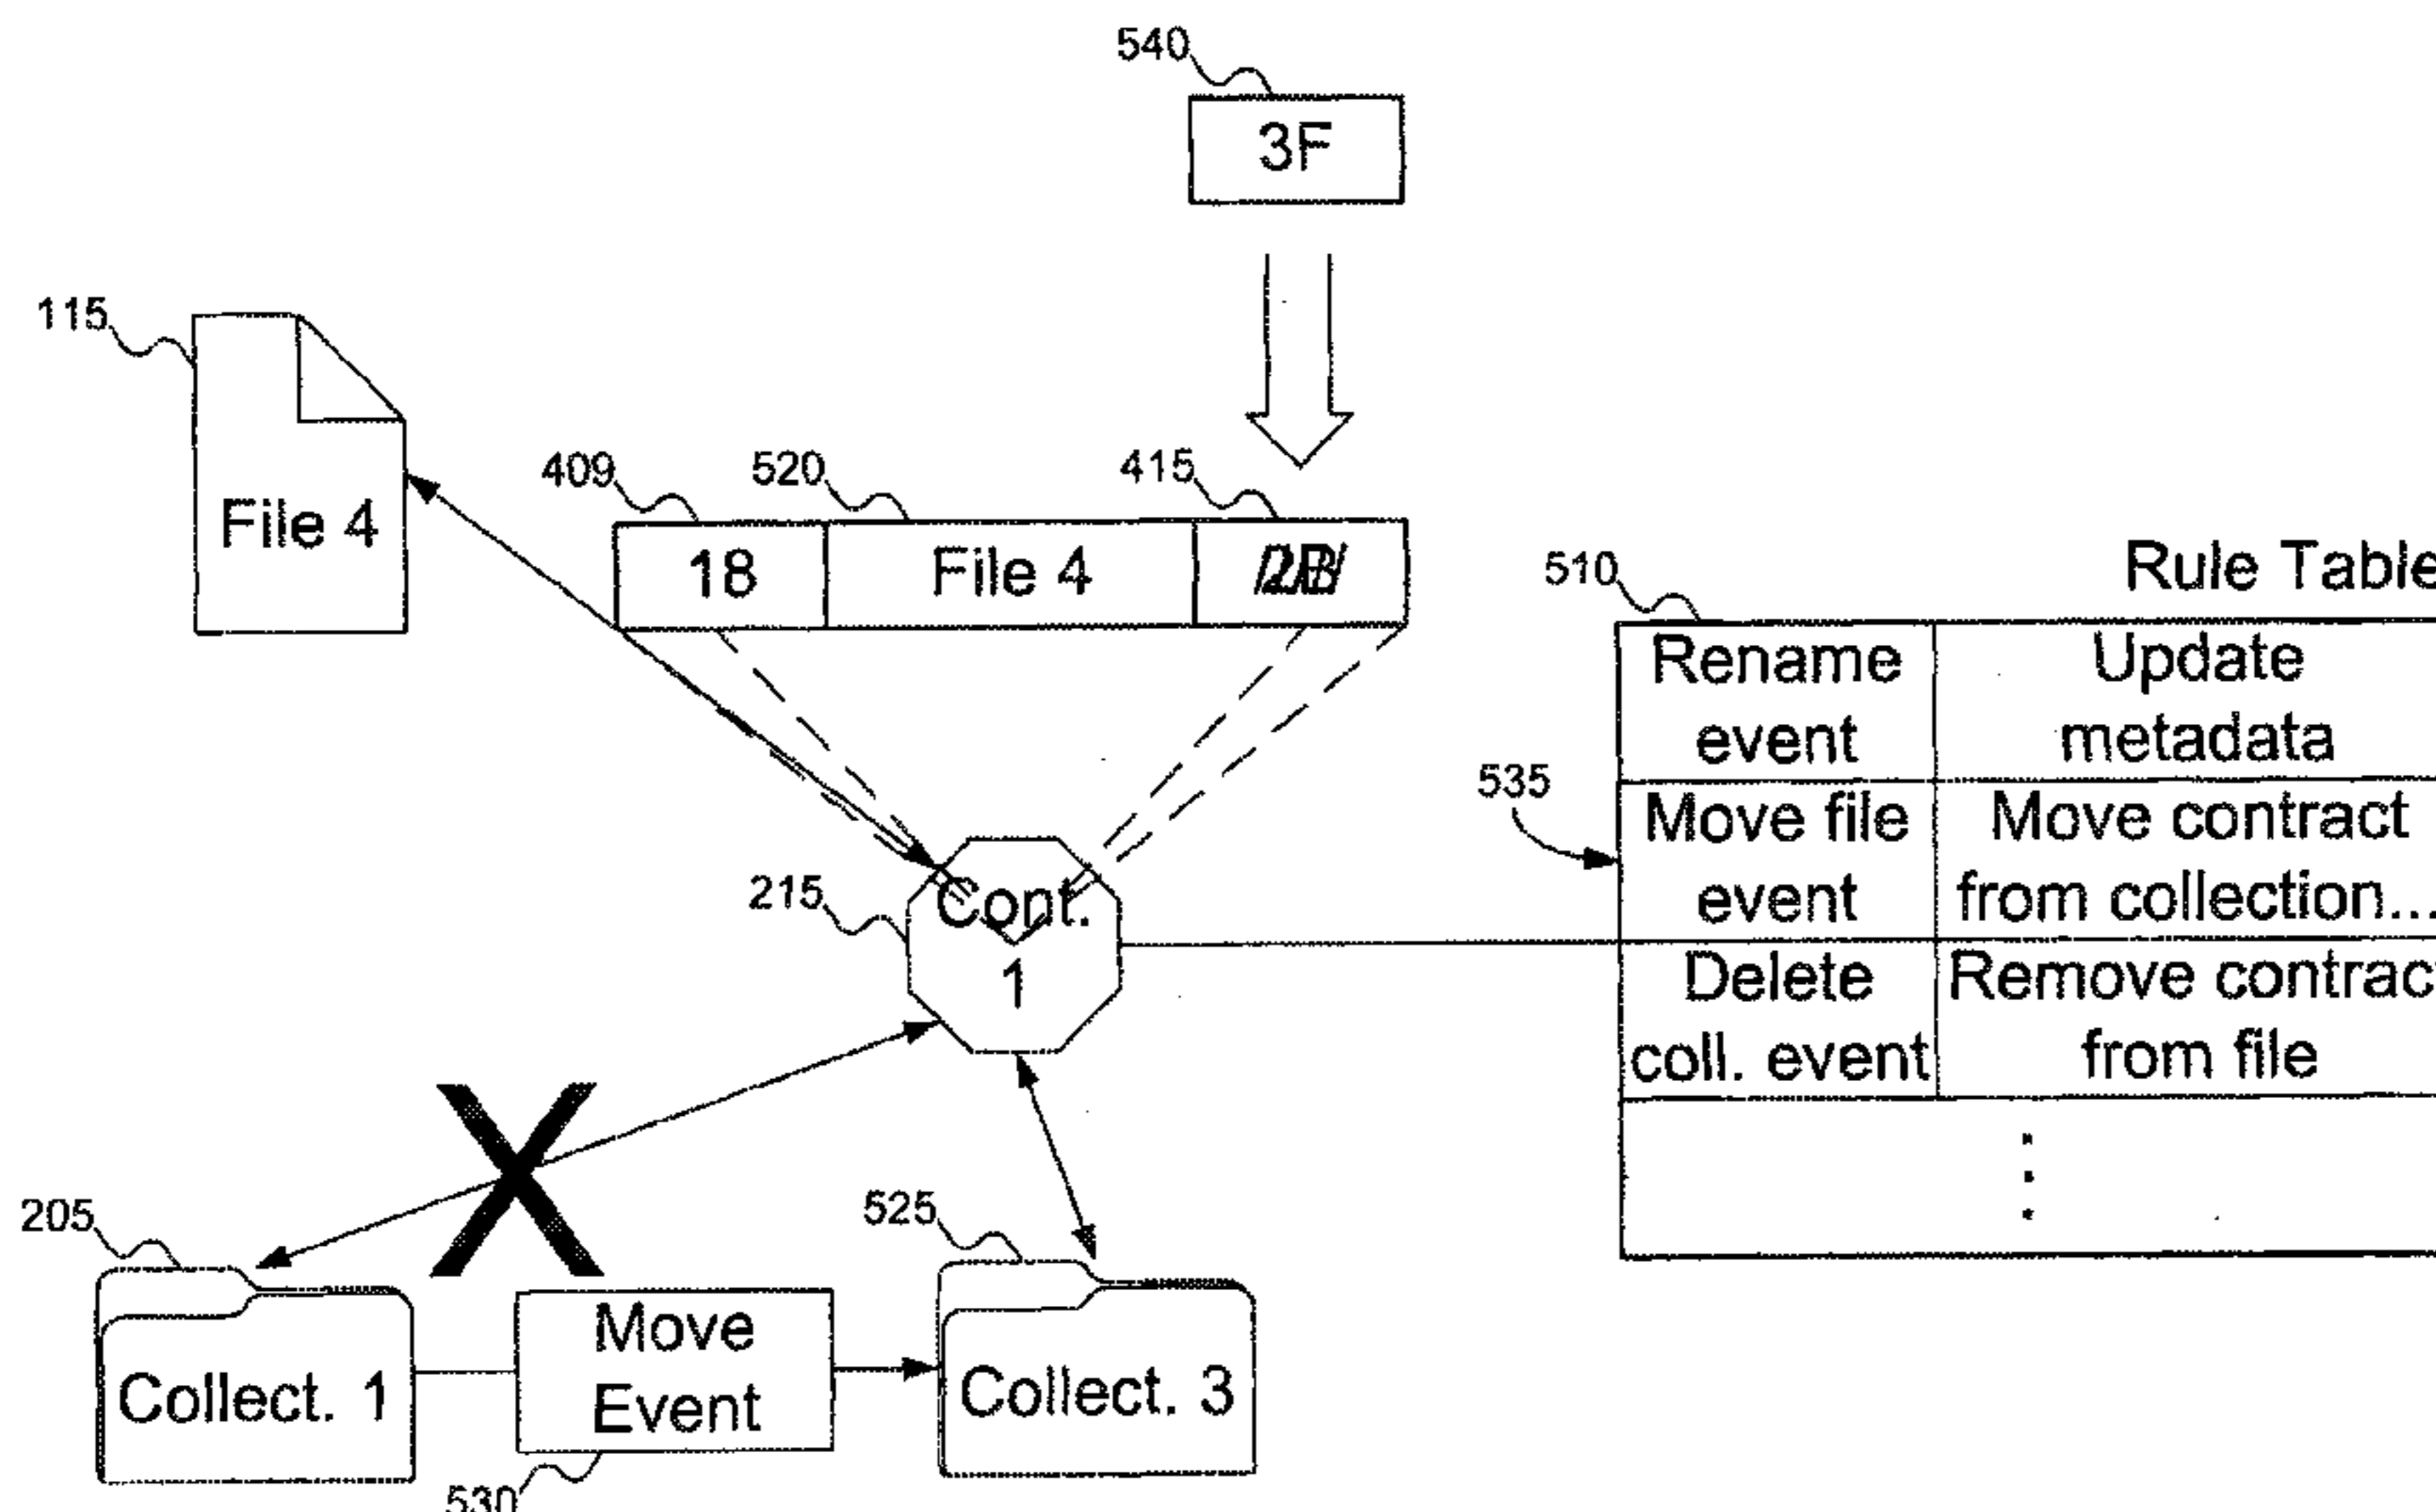 540
3F
115
File 4
409
520
415
18
File 4
Rule Table
510
Rename event
Update metadata
535
Move file event
Move contract from collection...
215
Cont. 1
Delete coll. event
Remove contract from file
205
525
Collect. 1
Move Event
Collect. 3
530